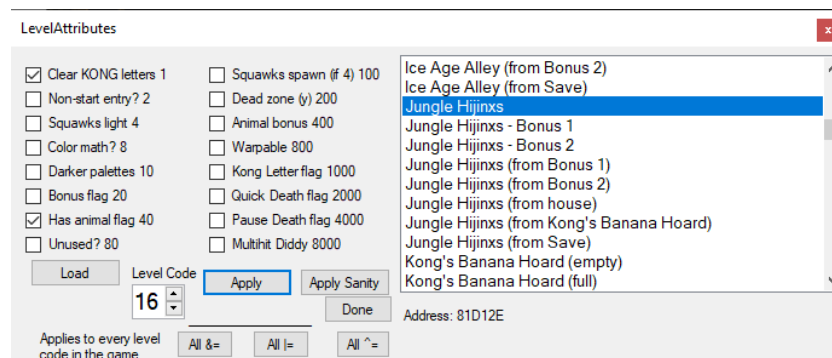 LevelAttributes
x
Clear KONG letters 1
Non-start entry? 2
Squawks light 4
Color math? 8
Darker palettes 10
Bonus flag 20
Has animal flag 40
Unused? 80
Squawks spawn (if 4) 100
Dead zone (y) 200
Animal bonus 400
Warpable 800
Kong Letter flag 1000
Quick Death flag 2000
Pause Death flag 4000
Multihit Diddy 8000
Ice Age Alley (from Bonus 2)
Ice Age Alley (from Save)
Jungle Hijinxs
Jungle Hijinxs - Bonus 1
Jungle Hijinxs - Bonus 2
Jungle Hijinxs (from Bonus 1)
Jungle Hijinxs (from Bonus 2)
Jungle Hijinxs (from house)
Jungle Hijinxs (from Kong's Banana Hoard)
Jungle Hijinxs (from Save)
Kong's Banana Hoard (empty)
Kong's Banana Hoard (full)
Load
Level Code
16
Apply
Apply Sanity
Done
Address: 81D12E
Applies to every level
code in the game
All &=
All |=
All ^=